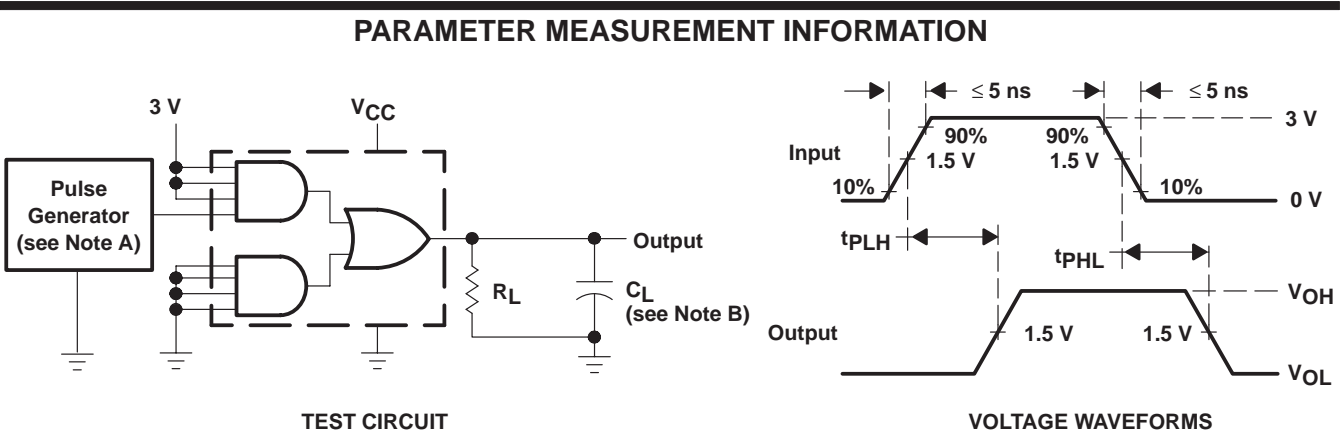 PARAMETER MEASUREMENT INFORMATION
3 V
VCC
Pulse
Generator
(see Note A)
Output
RL
CL
(see Note B)
TEST CIRCUIT
≤ 5 ns
≤ 5 ns
3 V
90%
90%
Input
1.5 V
1.5 V
10%
10%
0 V
tPLH
tPHL
VOH
Output
1.5 V
1.5 V
VOL
VOLTAGE WAVEFORMS